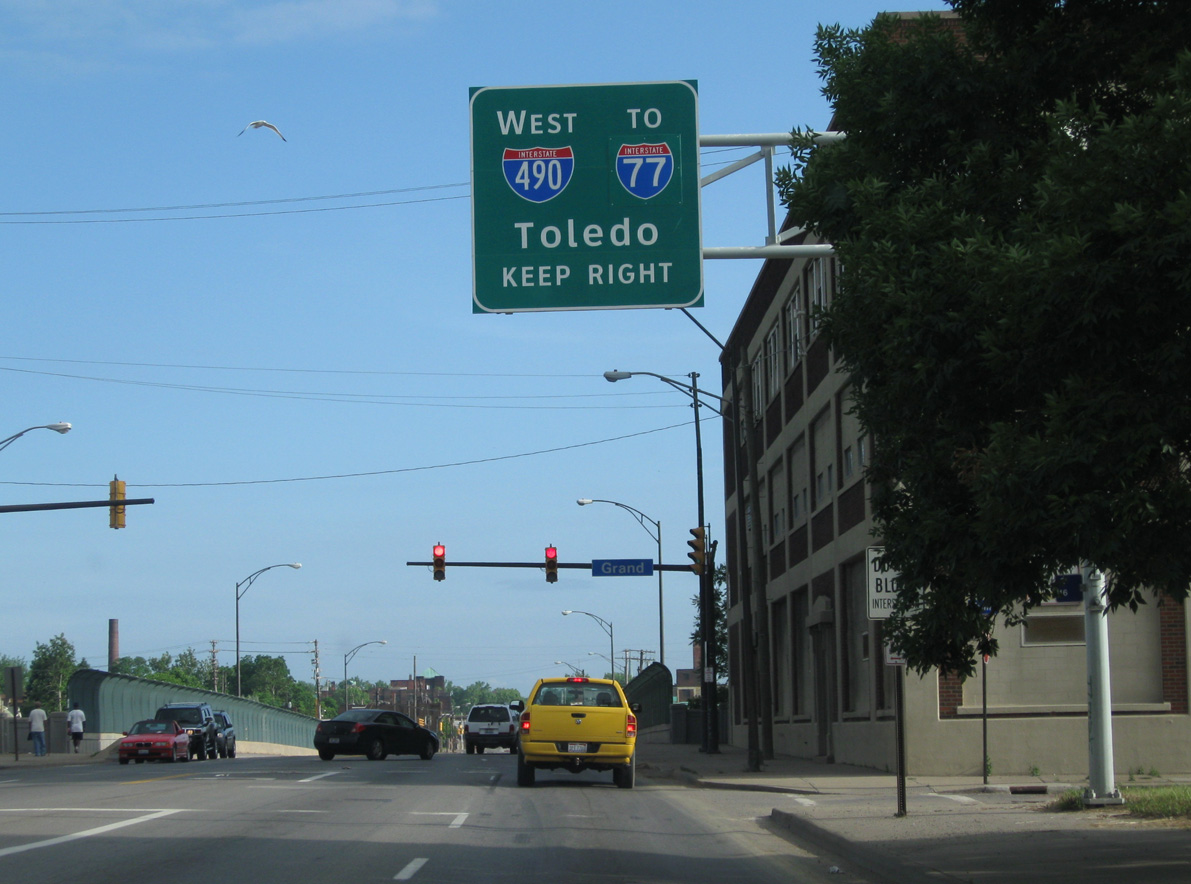 WEST TO
INTERSTATE 490 INTERSTATE 77
Toledo
KEEP RIGHT
Grand